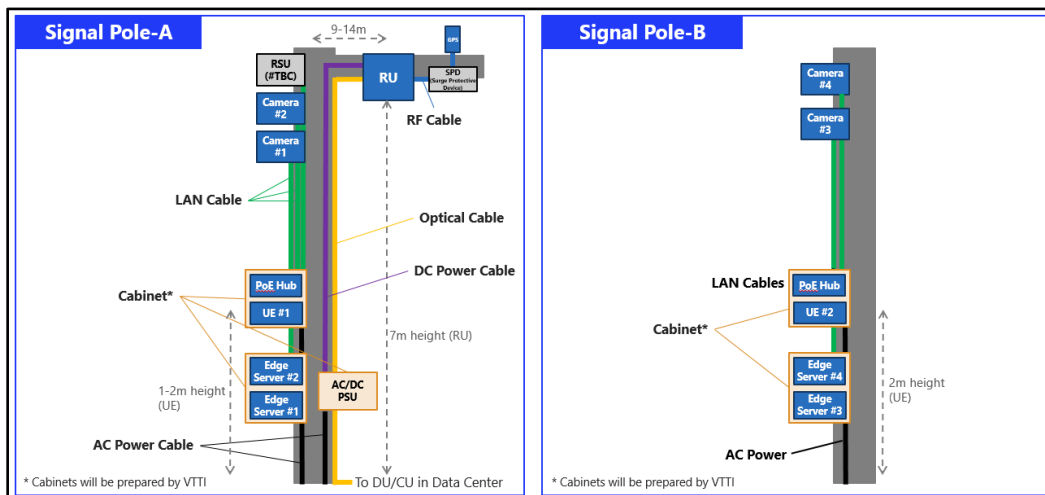 Signal Pole-A
9-14m
GPS
RSU
(#TBC)
RU
SPD
(Surge Protective
Device)
Camera
#2
RF Cable
Camera
#1
LAN Cable
Optical Cable
DC Power Cable
PoE Hub
Cabinet*
UE #1
7m height (RU)
Edge
Server #2
1-2m height
(UE)
AC/DC
PSU
Edge
Server #1
AC Power Cable
* Cabinets will be prepared by VTTI
To DU/CU in Data Center
Signal Pole-B
Camera
#4
Camera
#3
LAN Cables
PoE Hub
UE #2
Cabinet*
Edge
Server #4
2m height
(UE)
Edge
Server #3
AC Power
* Cabinets will be prepared by VTTI